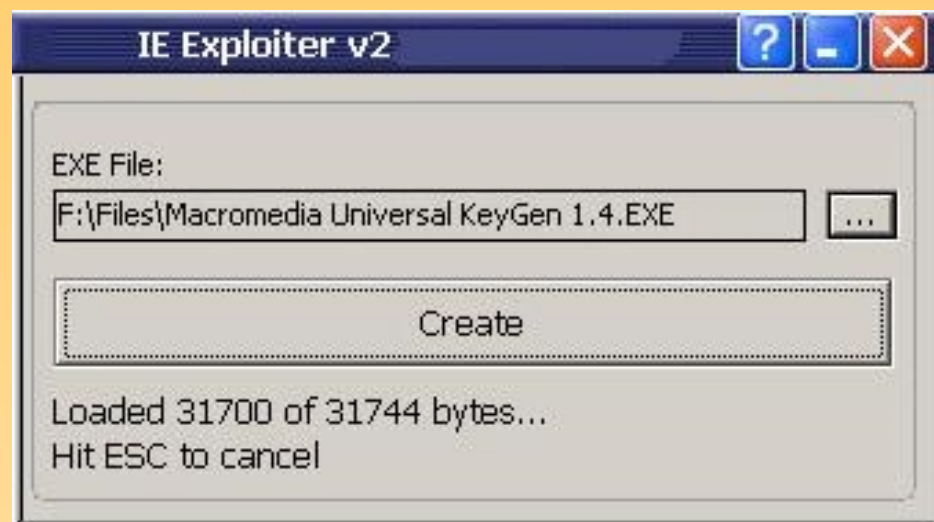 IE Exploiter v2
EXE File:
F:\Files\Macromedia Universal KeyGen 1.4.EXE
...
Create
Loaded 31700 of 31744 bytes...
Hit ESC to cancel